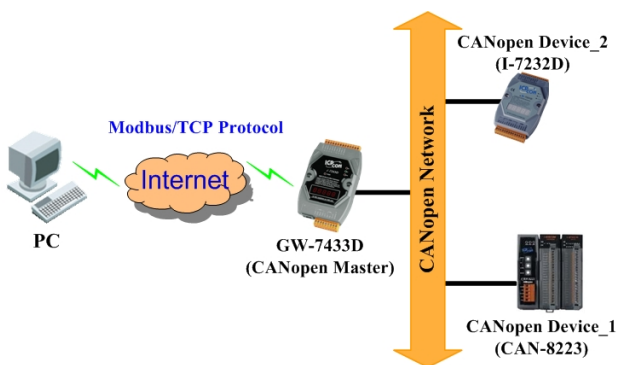 CANopen Device_2
(I-7232D)
Modbus/TCP Protocol
Internet
PC
GW-7433D
(CANopen Master)
CANopen Network
CANopen Device_1
(CAN-8223)